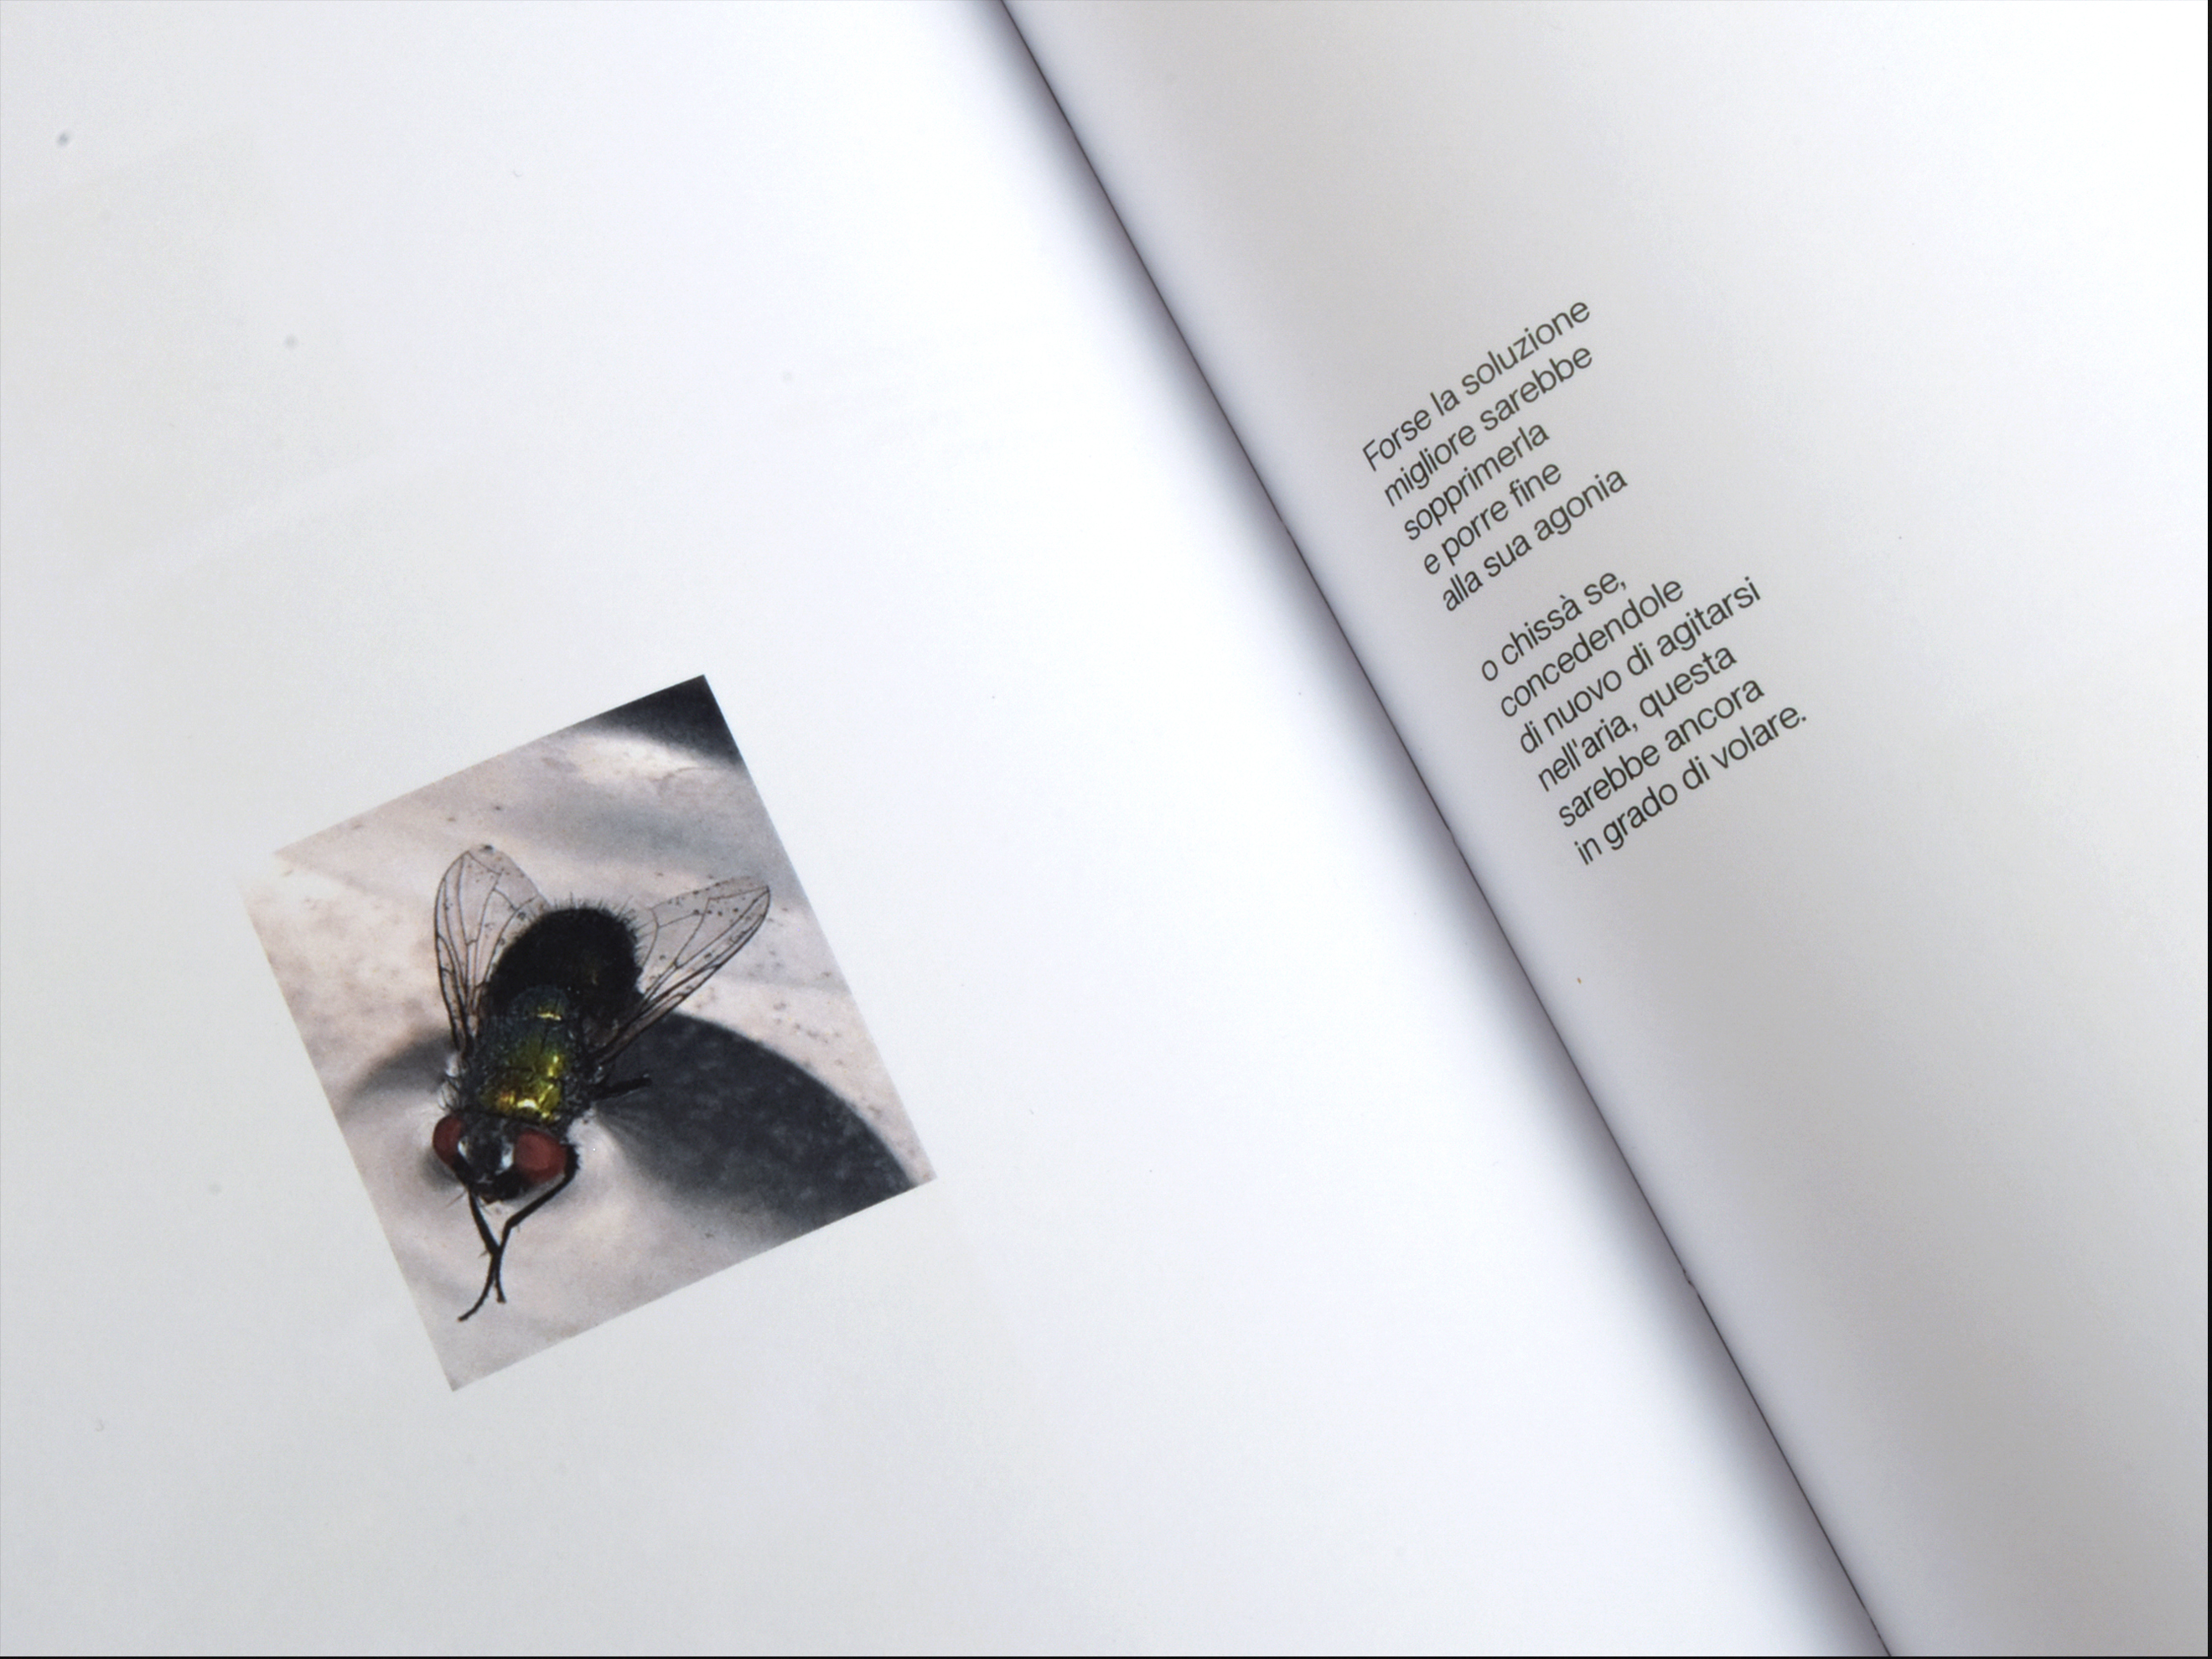 Forse la soluzione
migliore sarebbe
sopprimerla
e porre fine
alla sua agonia
o chissà se,
concedendole
di nuovo di agitarsi
nell'aria, questa
sarebbe ancora
in grado di volare.